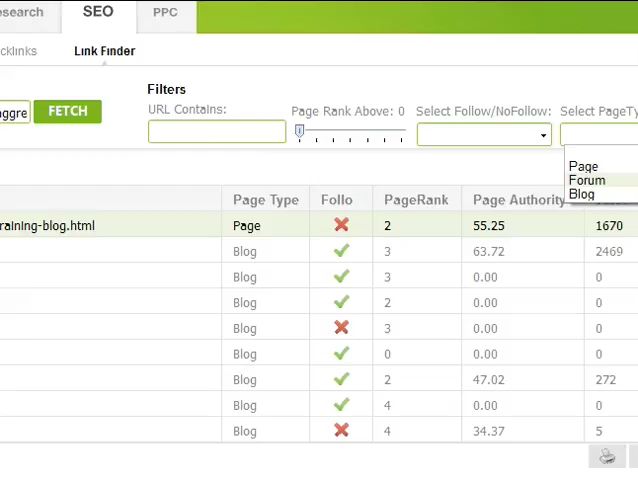 esearch SEO PPC
cklinks Link Finder
Filters
URL Contains: Page Rank Above: 0 Select Follow/NoFollow: Select PageTy
aggre FETCH
Page
Forum
Blog
Page Type Follo PageRank Page Authority
raining-blog.html Page 2 55.25 1670
Blog 3 63.72 2469
Blog 3 0.00 0
Blog 2 0.00 0
Blog 3 0.00 0
Blog 0 0.00 0
Blog 2 47.02 272
Blog 4 0.00 0
Blog 4 34.37 5